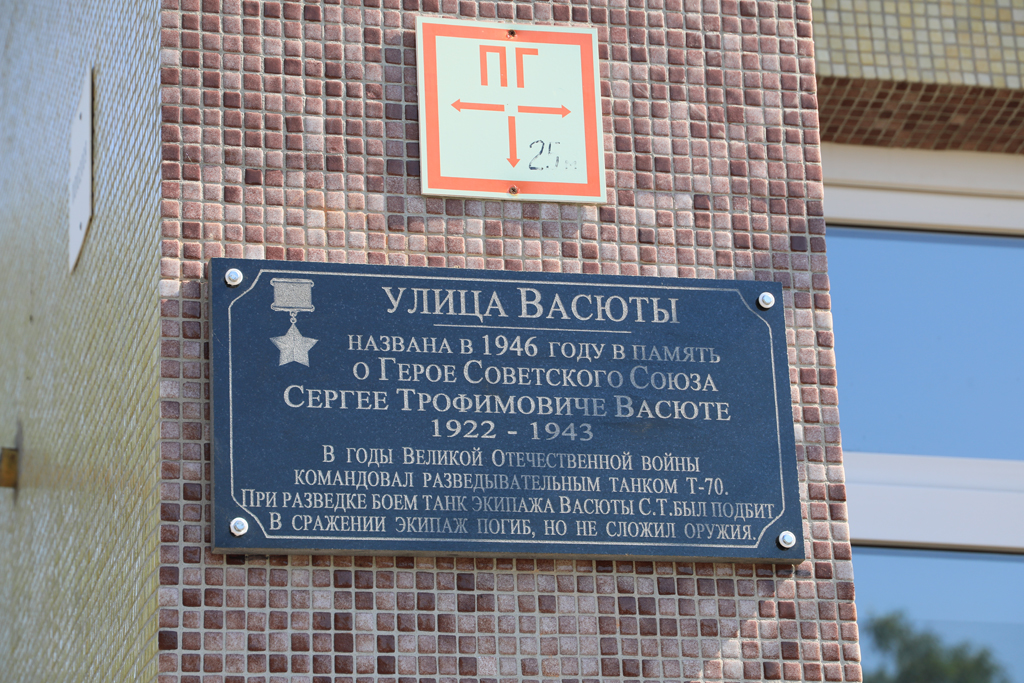 ПГ
25 м
УЛИЦА ВАСЮТЫ
НАЗВАНА В 1946 ГОДУ В ПАМЯТЬ
О ГЕРОЕ СОВЕТСКОГО СОЮЗА
СЕРГЕЕ ТРОФИМОВИЧЕ ВАСЮТЕ
1922 - 1943
В ГОДЫ ВЕЛИКОЙ ОТЕЧЕСТВЕННОЙ ВОЙНЫ
КОМАНДОВАЛ РАЗВЕДЫВАТЕЛЬНЫМ ТАНКОМ Т-70.
ПРИ РАЗВЕДКЕ БОЕМ ТАНК ЭКИПАЖА ВАСЮТЫ С.Т.БЫЛ ПОДБИТ.
В СРАЖЕНИИ ЭКИПАЖ ПОГИБ, НО НЕ СЛОЖИЛ ОРУЖИЯ.